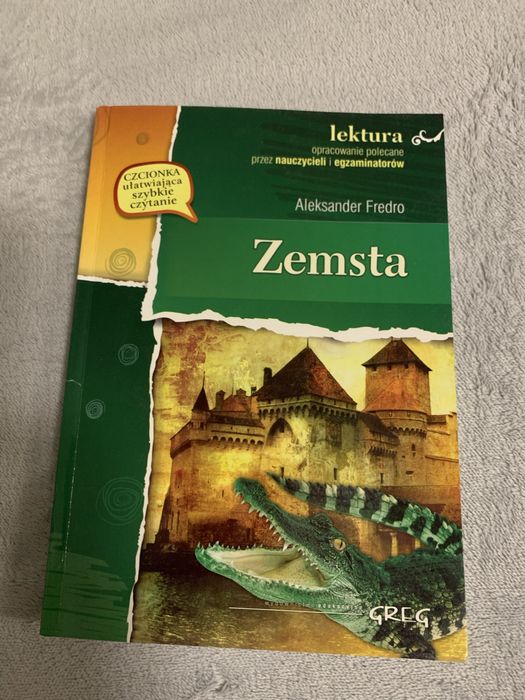 lektura
opracowanie polecane
przez nauczycieli i egzaminatorów
CZCIONKA
ułatwiająca
szybkie
czytanie
Aleksander Fredro
Zemsta
GREG